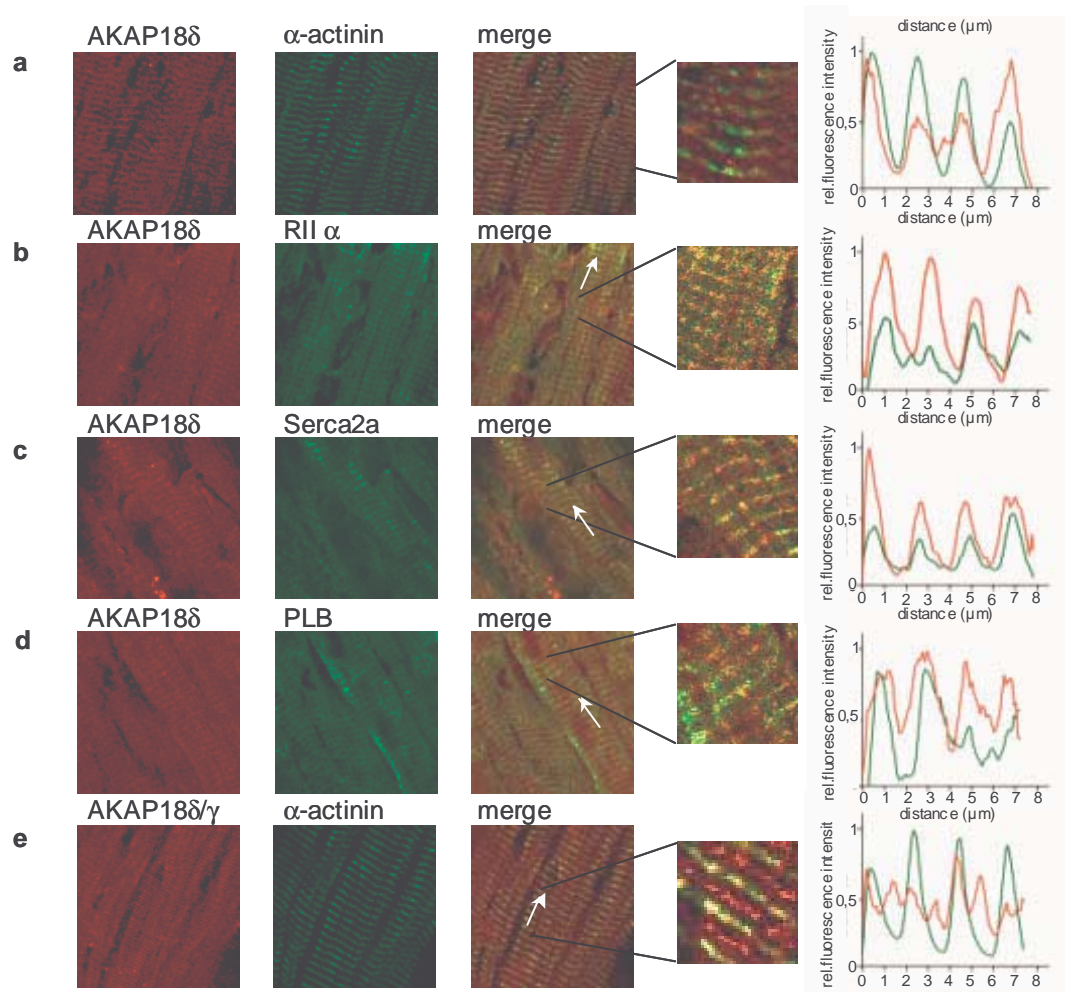 AKAP18δ α-actinin merge distance (µm)
a
rel.fluorescence intensity
1
0,5
0
0 1 2 3 4 5 6 7 8
distance (µm)
AKAP18δ RII α merge
b
rel.fluorescence intensity
1
5
0
0 1 2 3 4 5 6 7 8
distance (µm)
AKAP18δ Serca2a merge
c
rel.fluorescence intensity
1
0,5
0
0 1 2 3 4 5 6 7 8
distance (µm)
AKAP18δ PLB merge
d
rel.fluorescence intensity
1
0,5
0
0 1 2 3 4 5 6 7 8
distance (µm)
AKAP18δ/γ α-actinin merge
e
rel.fluorescence intensit
1
0,5
0
0 1 2 3 4 5 6 7 8